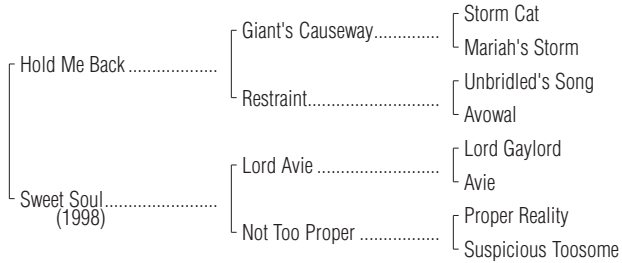 Storm Cat
Giant's Causeway..............
Mariah's Storm
Hold Me Back ...................
Unbridled's Song
Restraint............................
Avowal
Lord Gaylord
Lord Avie ..........................
Avie
Sweet Soul........................
(1998)
Proper Reality
Not Too Proper .................
Suspicious Toosome